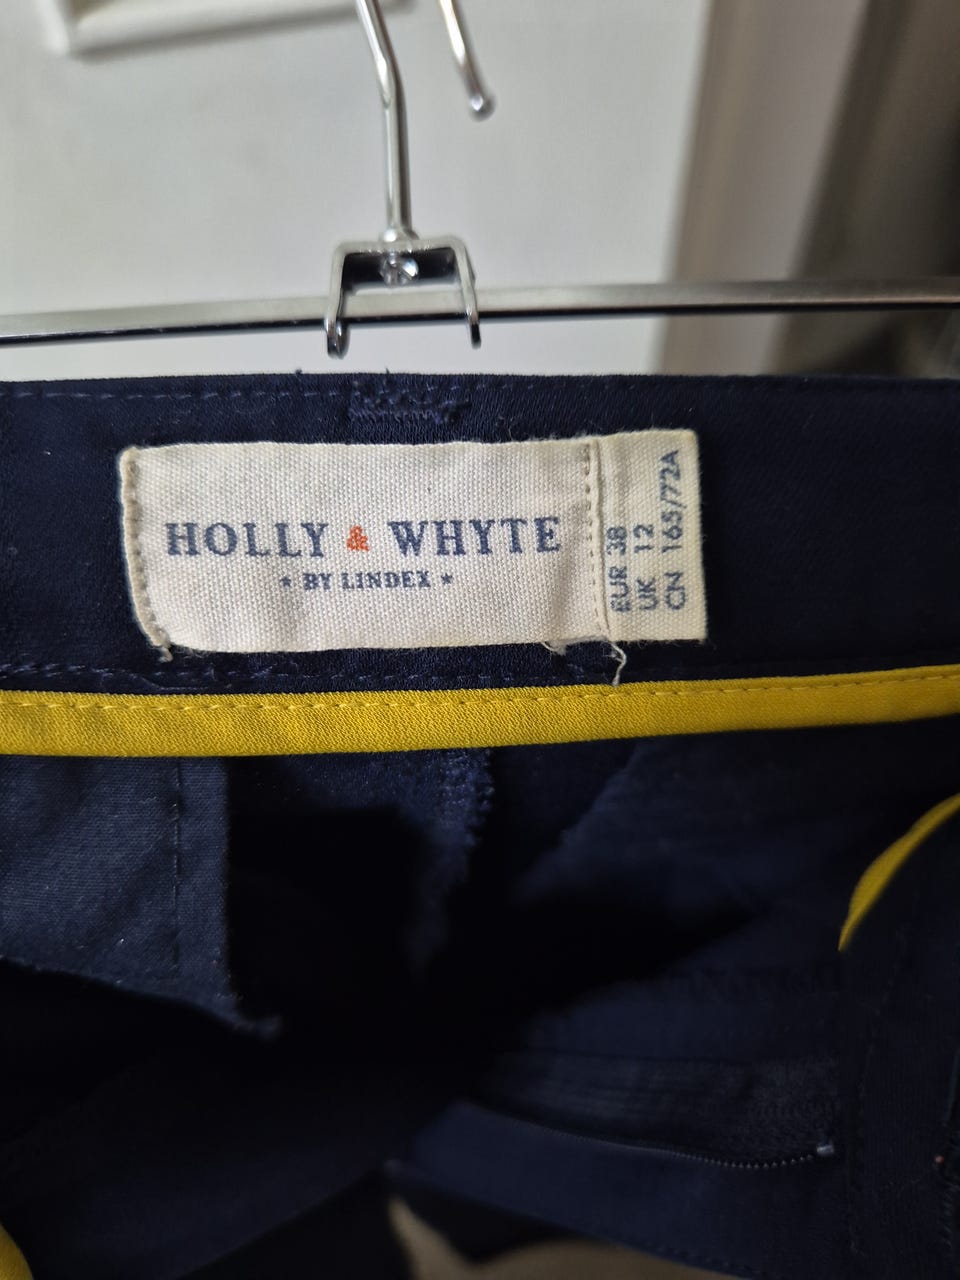 HOLLY & WHYTE
* BY LINDEX *
EUR 38
UK 12
CN 165/72A